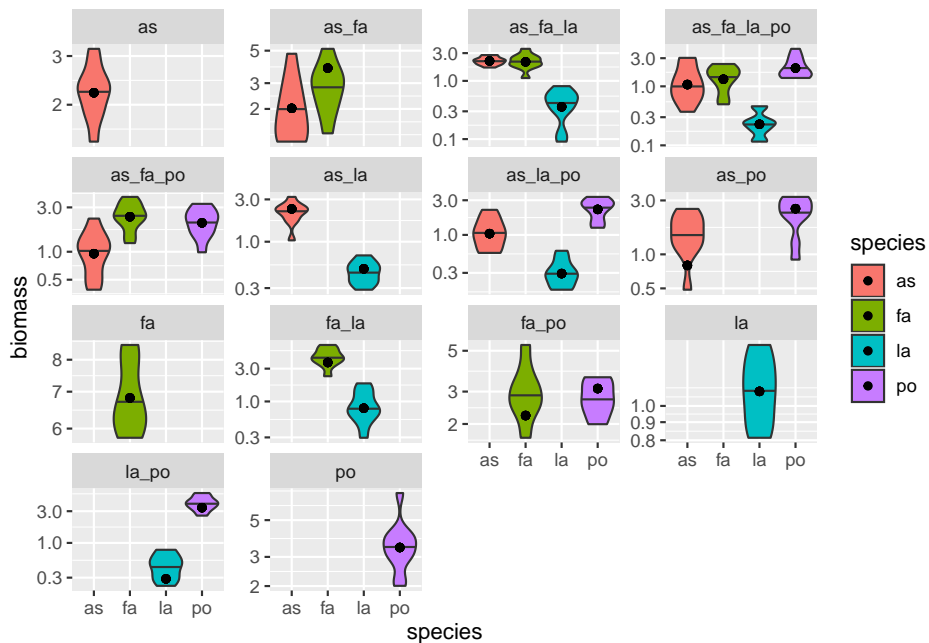 as
as_fa
as_fa_la
as_fa_la_po
3
2
5
3
2
3.0
1.0
0.3
0.1
3.0
1.0
0.3
0.1
as_fa_po
as_la
as_la_po
as_po
3.0
1.0
0.5
3.0
1.0
0.3
3.0
1.0
0.3
3.0
1.0
0.5
fa
fa_la
fa_po
la
8
7
6
3.0
1.0
0.3
5
3
2
1.0
0.9
0.8
as fa la po
as fa la po
la_po
po
3.0
1.0
0.3
5
3
2
as fa la po
as fa la po
species
biomass
species
as
fa
la
po